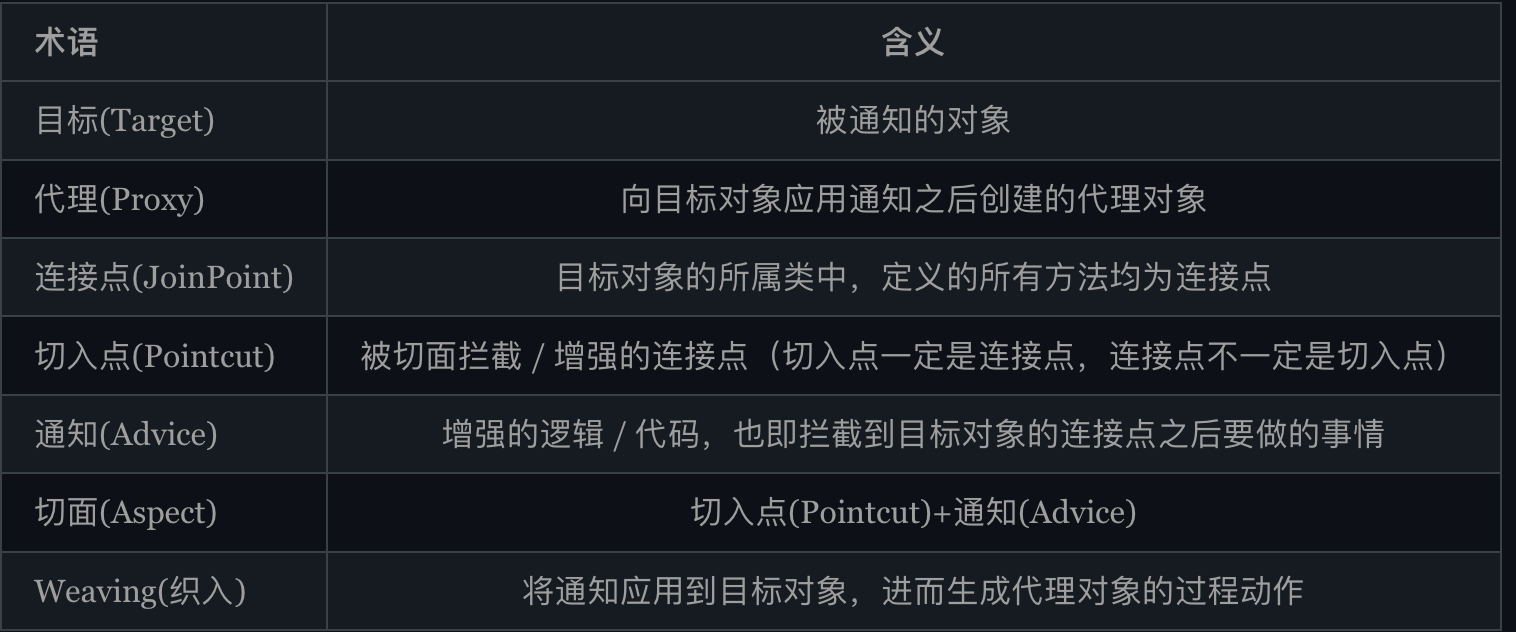 术语 含义
目标(Target) 被通知的对象
代理(Proxy) 向目标对象应用通知之后创建的代理对象
连接点(JoinPoint) 目标对象的所属类中，定义的所有方法均为连接点
切入点(Pointcut) 被切面拦截 / 增强的连接点（切入点一定是连接点，连接点不一定是切入点）
通知(Advice) 增强的逻辑 / 代码，也即拦截到目标对象的连接点之后要做的事情
切面(Aspect) 切入点(Pointcut)+通知(Advice)
Weaving(织入) 将通知应用到目标对象，进而生成代理对象的过程动作